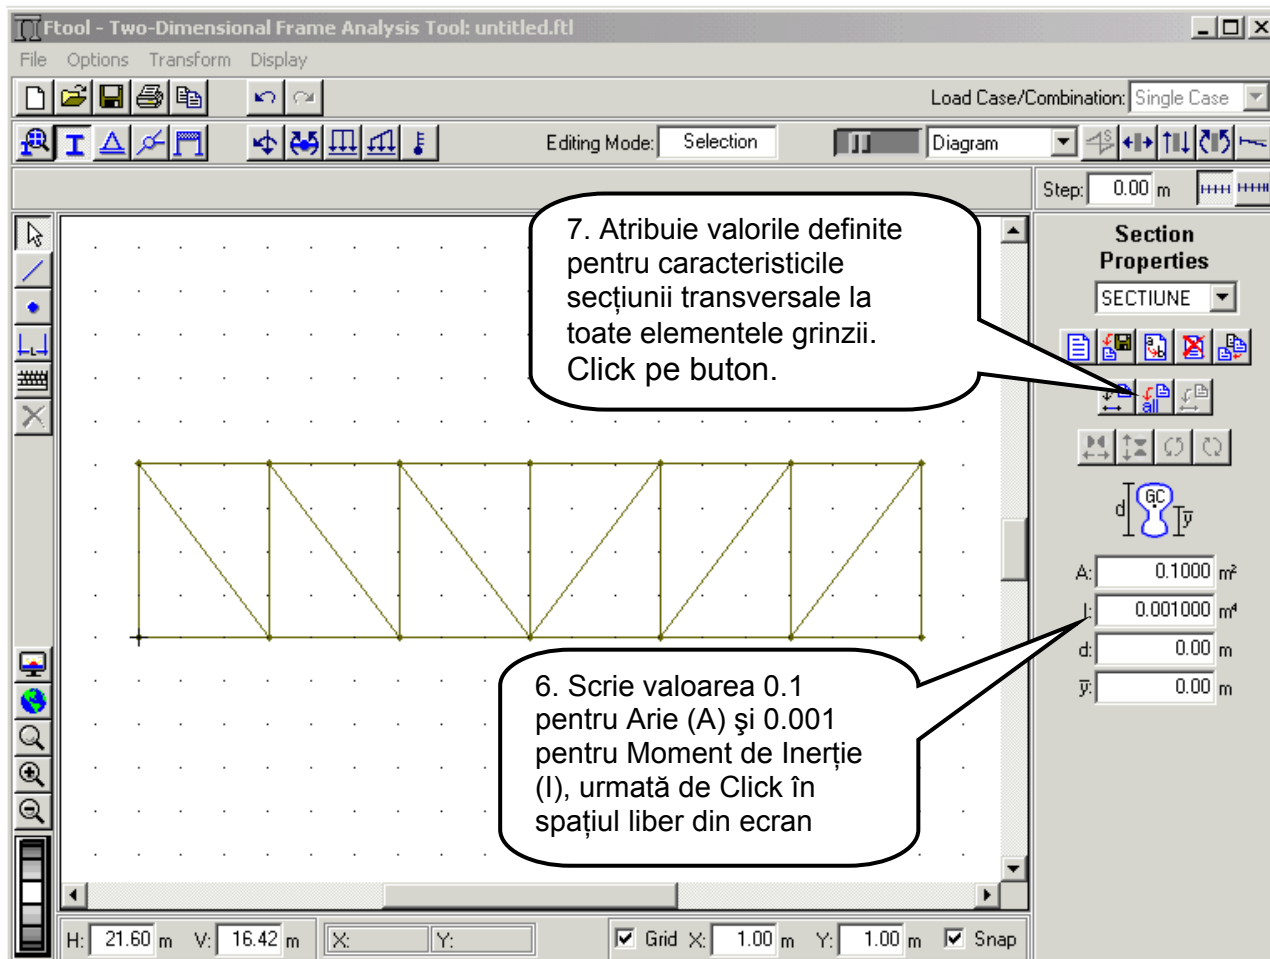 Ftool - Two-Dimensional Frame Analysis Tool: untitled.ftl
File Options Transform Display
Load Case/Combination: Single Case
Editing Mode: Selection Diagram
Step: 0.00 m
7. Atribuie valorile definite
pentru caracteristicile
secțiunii transversale la
toate elementele grinzii.
Click pe buton.
Section
Properties
SECTIUNE
a
b
all
S
L
d GC y
A: 0.1000 m²
I: 0.001000 m⁴
d: 0.00 m
y: 0.00 m
6. Scrie valoarea 0.1
pentru Arie (A) şi 0.001
pentru Moment de Inerție
(I), urmată de Click în
spațiul liber din ecran
H: 21.60 m V: 16.42 m X: Y: Grid X: 1.00 m Y: 1.00 m Snap